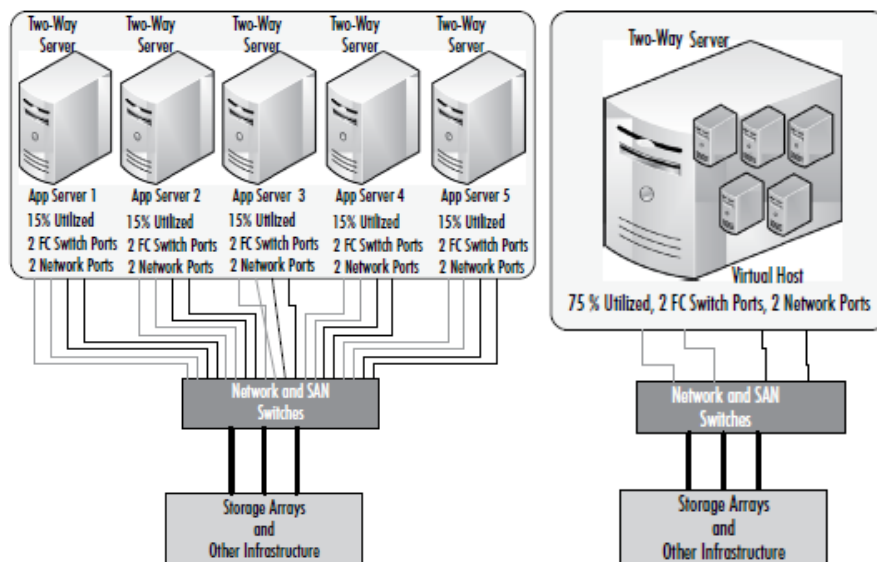 Two-Way
Server
Two-Way
Server
Two-Way
Server
Two-Way
Server
Two-Way
Server
App Server 1
15% Utilized
2 FC Switch Ports
2 Network Ports
App Server 2
15% Utilized
2 FC Switch Ports
2 Network Ports
App Server 3
15% Utilized
2 FC Switch Ports
2 Network Ports
App Server 4
15% Utilized
2 FC Switch Ports
2 Network Ports
App Server 5
15% Utilized
2 FC Switch Ports
2 Network Ports
Network and SAN
Switches
Storage Arrays
and
Other Infrastructure
Two-Way Server
Virtual Host
75 % Utilized, 2 FC Switch Ports, 2 Network Ports
Network and SAN
Switches
Storage Arrays
and
Other Infrastructure